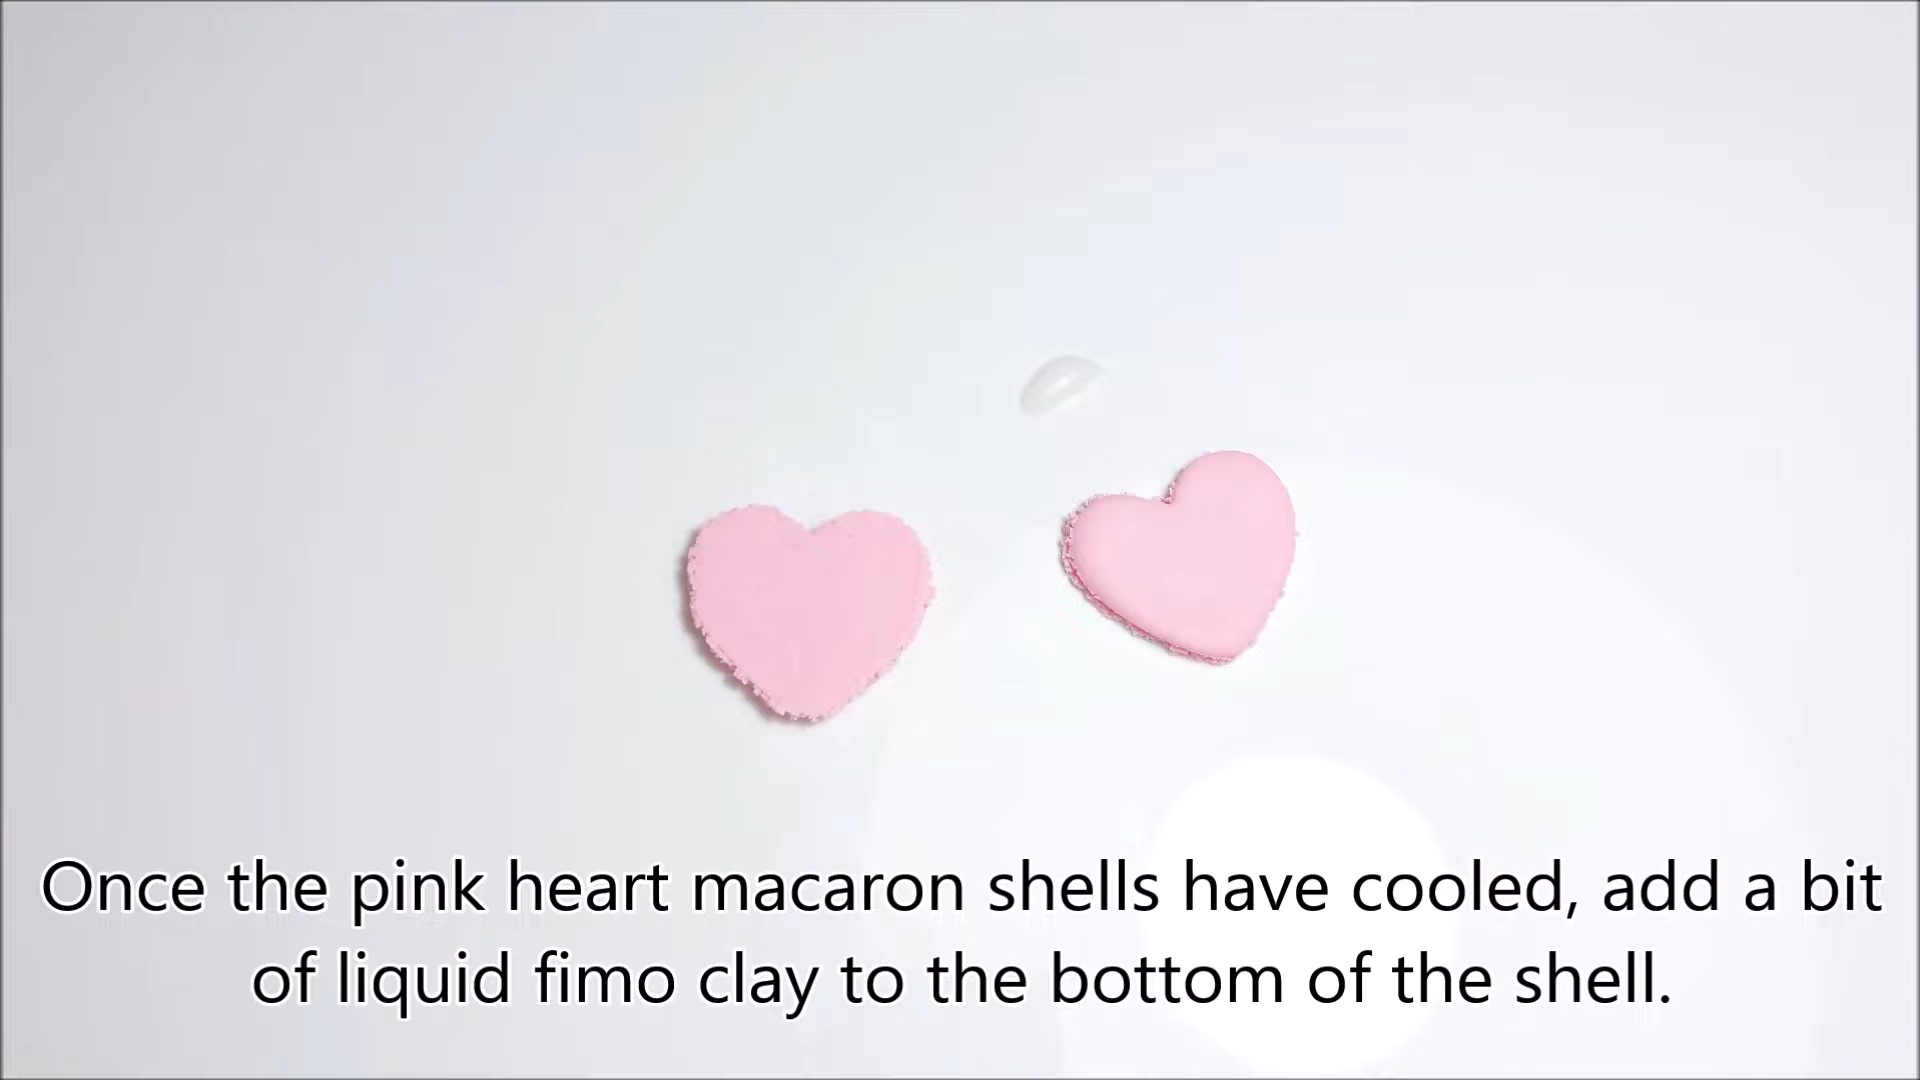 Once the pink heart macaron shells have cooled, add a bit
of liquid fimo clay to the bottom of the shell.